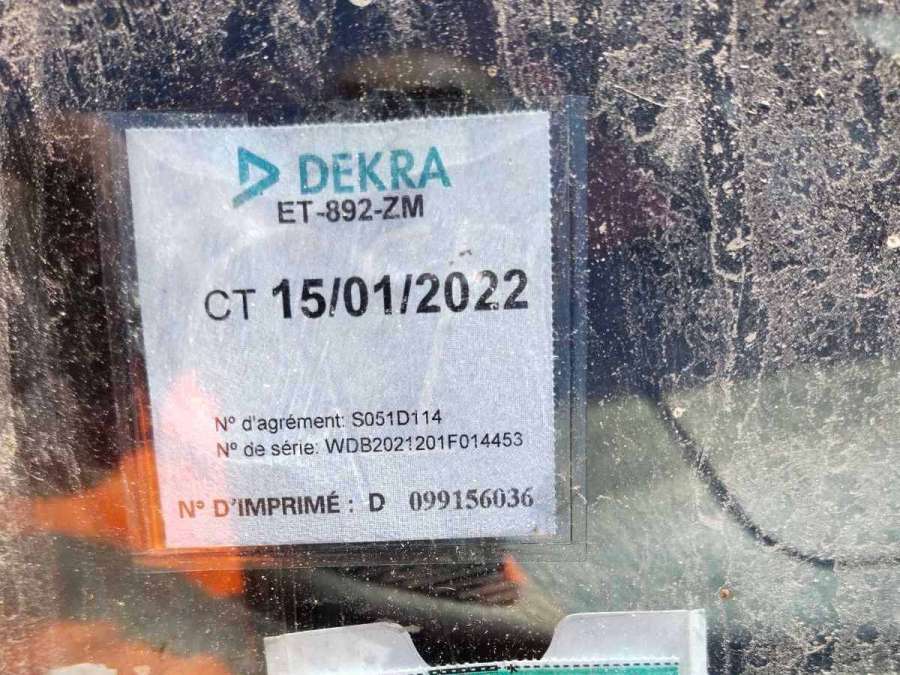 DEKRA
ET-892-ZM
CT 15/01/2022
N° d'agrément: S051D114
N° de série: WDB2021201F014453
N° D'IMPRIMÉ : D 099156036